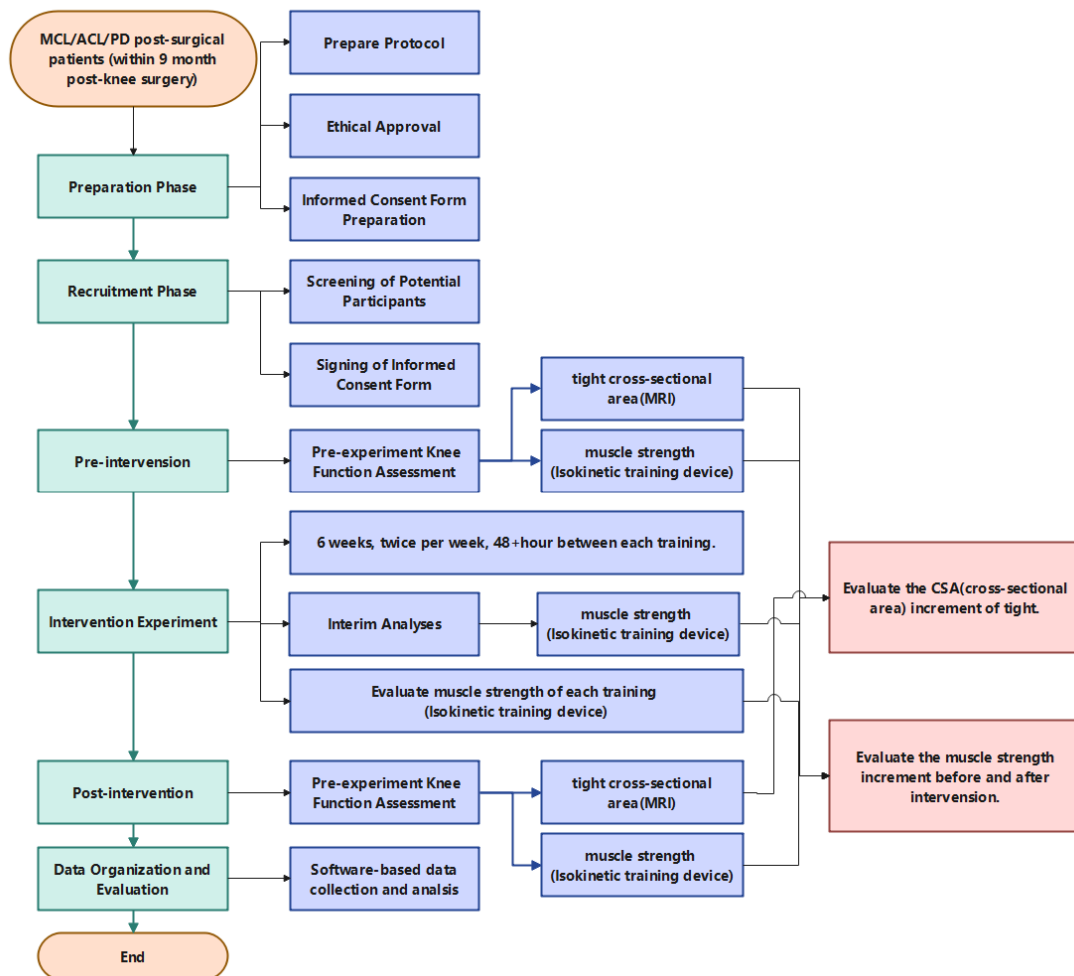 MCL/ACL/PD post-surgical
patients (within 9 month
post-knee surgery)
Prepare Protocol
Ethical Approval
Preparation Phase
Informed Consent Form
Preparation
Recruitment Phase
Screening of Potential
Participants
Signing of Informed
Consent Form
tight cross-sectional
area(MRI)
Pre-intervension
Pre-experiment Knee
Function Assessment
muscle strength
(Isokinetic training device)
6 weeks, twice per week, 48+hour between each training.
Evaluate the CSA(cross-sectional
area) increment of tight.
Intervention Experiment
Interim Analyses
muscle strength
(Isokinetic training device)
Evaluate muscle strength of each training
(Isokinetic training device)
Evaluate the muscle strength
increment before and after
intervension.
Post-intervention
Pre-experiment Knee
Function Assessment
tight cross-sectional
area(MRI)
muscle strength
(Isokinetic training device)
Data Organization and
Evaluation
Software-based data
collection and analsis
End